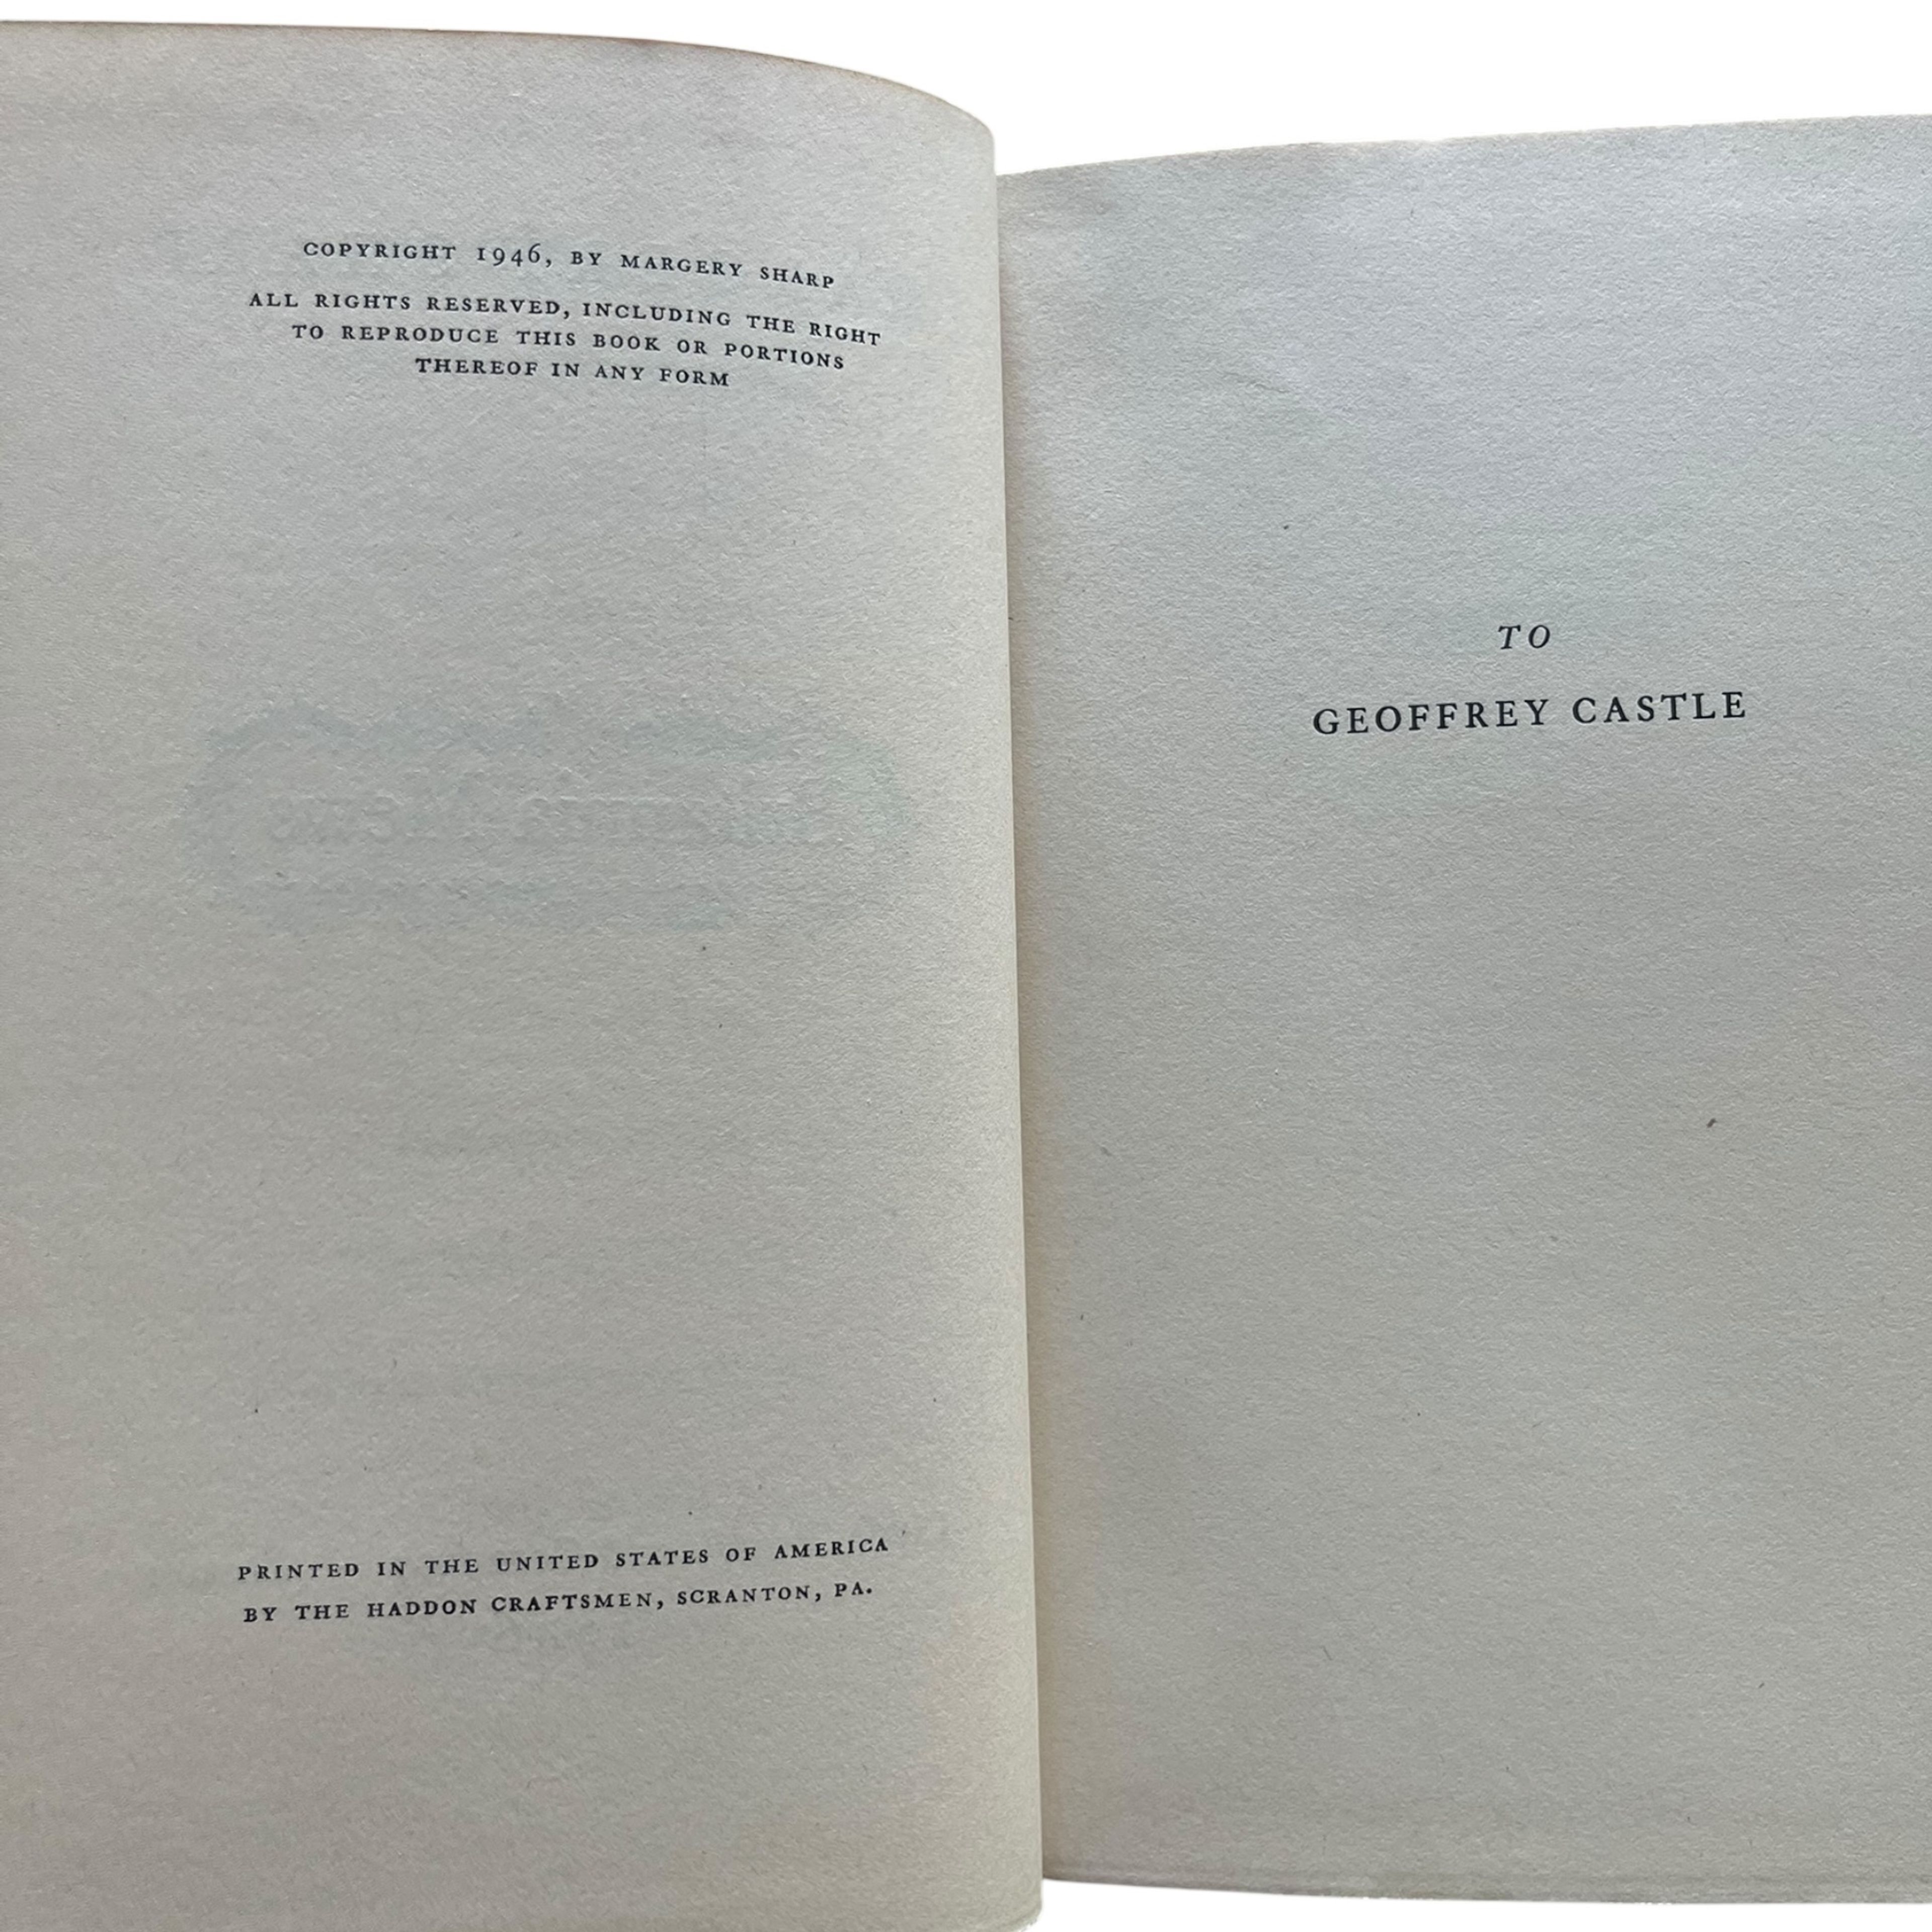 COPYRIGHT 1946, BY MARGERY SHARP
ALL RIGHTS RESERVED, INCLUDING THE RIGHT
TO REPRODUCE THIS BOOK OR PORTIONS
THEREOF IN ANY FORM
PRINTED IN THE UNITED STATES OF AMERICA
BY THE HADDON CRAFTSMEN, SCRANTON, PA.
TO
GEOFFREY CASTLE